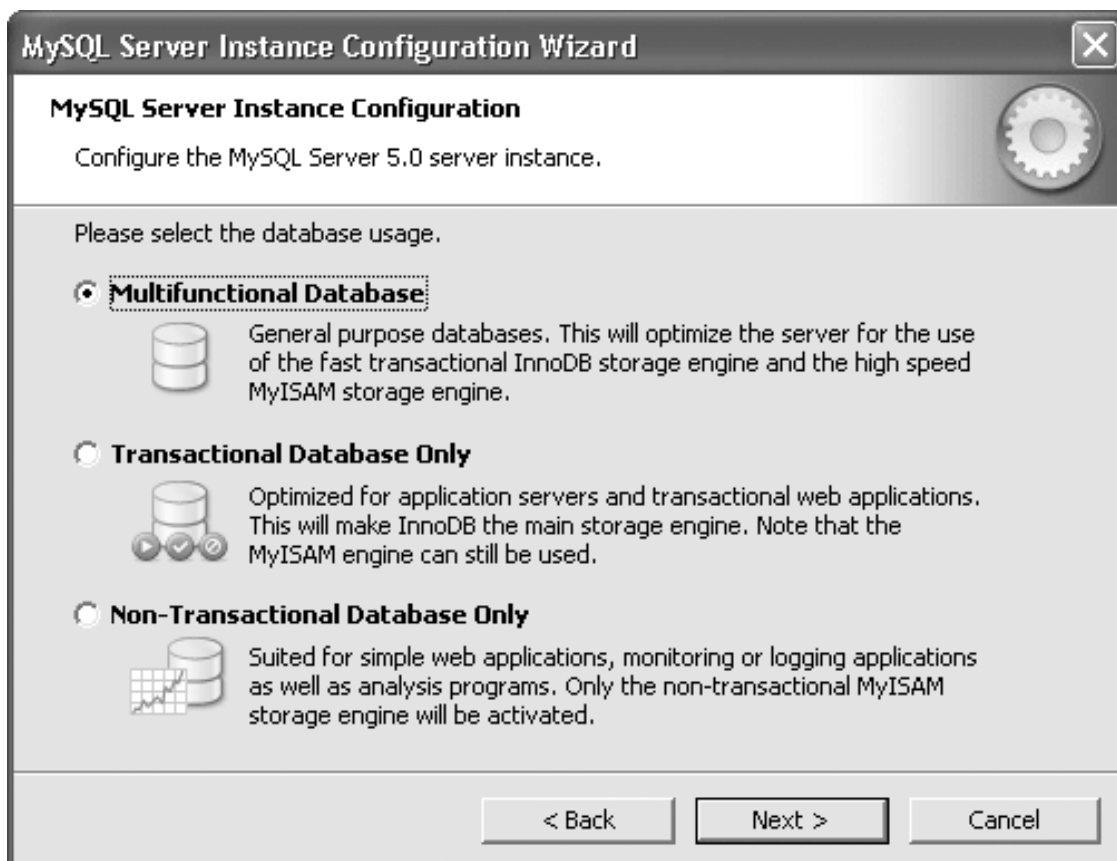 MySQL Server Instance Configuration Wizard
MySQL Server Instance Configuration
Configure the MySQL Server 5.0 server instance.
Please select the database usage.
Multifunctional Database
General purpose databases. This will optimize the server for the use
of the fast transactional InnoDB storage engine and the high speed
MyISAM storage engine.
Transactional Database Only
Optimized for application servers and transactional web applications.
This will make InnoDB the main storage engine. Note that the
MyISAM engine can still be used.
Non-Transactional Database Only
Suited for simple web applications, monitoring or logging applications
as well as analysis programs. Only the non-transactional MyISAM
storage engine will be activated.
< Back Next > Cancel